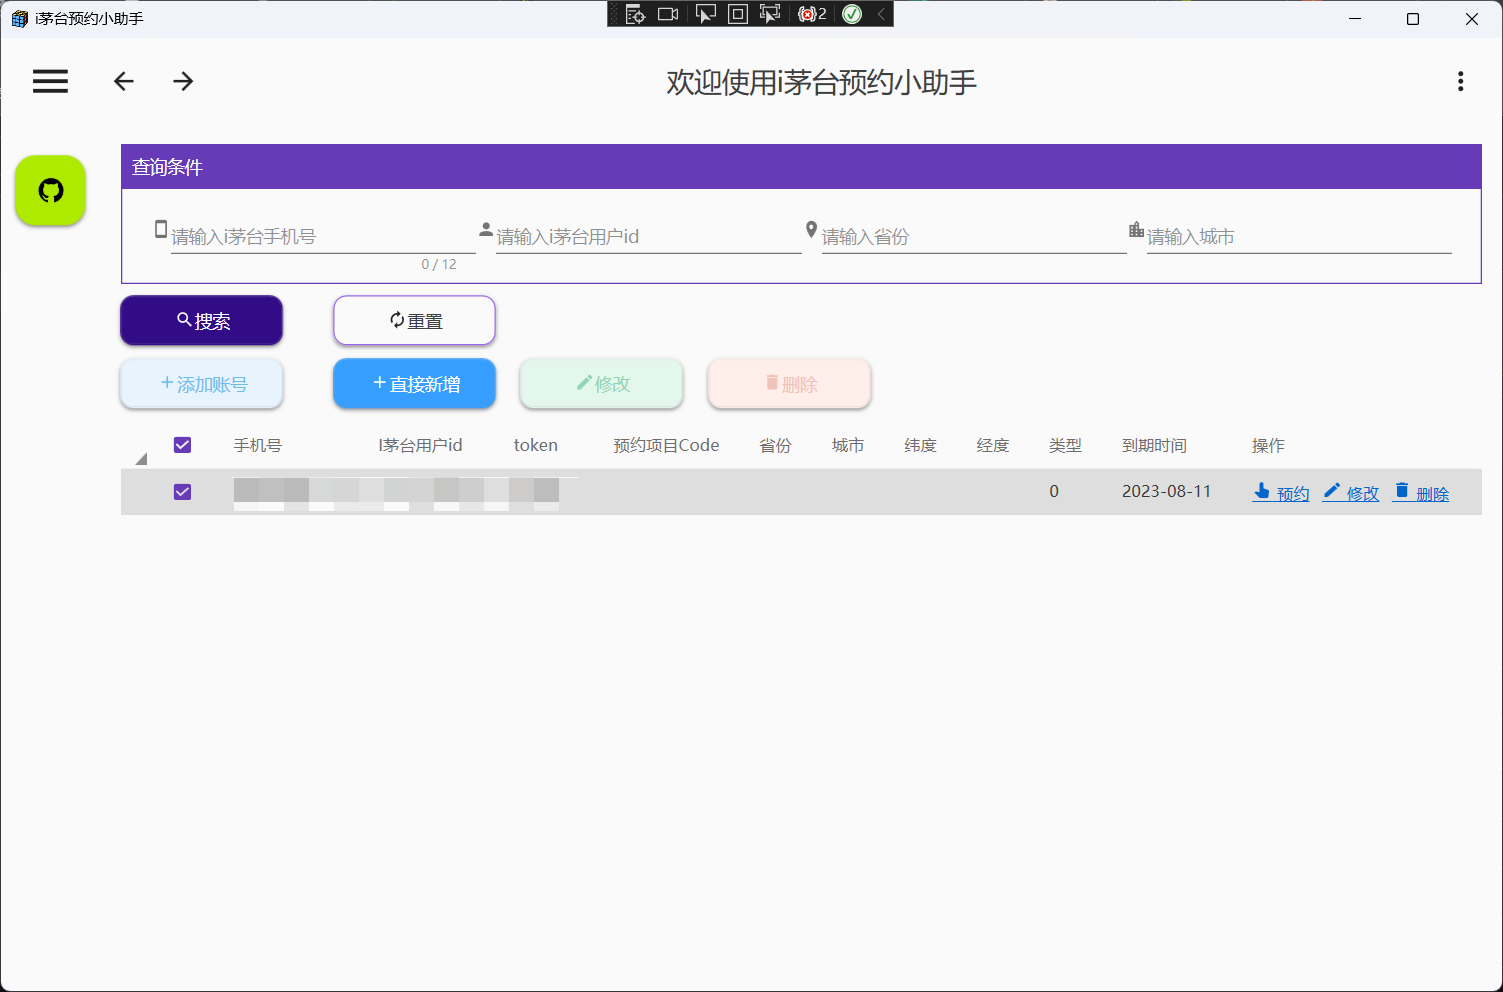 i茅台预约小助手
2
欢迎使用i茅台预约小助手
查询条件
请输入i茅台手机号 请输入i茅台用户id 请输入省份 请输入城市
0 / 12
搜索 重置
+添加账号 +直接新增 修改 删除
手机号 I茅台用户id token 预约项目Code 省份 城市 纬度 经度 类型 到期时间 操作
0 2023-08-11 预约 修改 删除